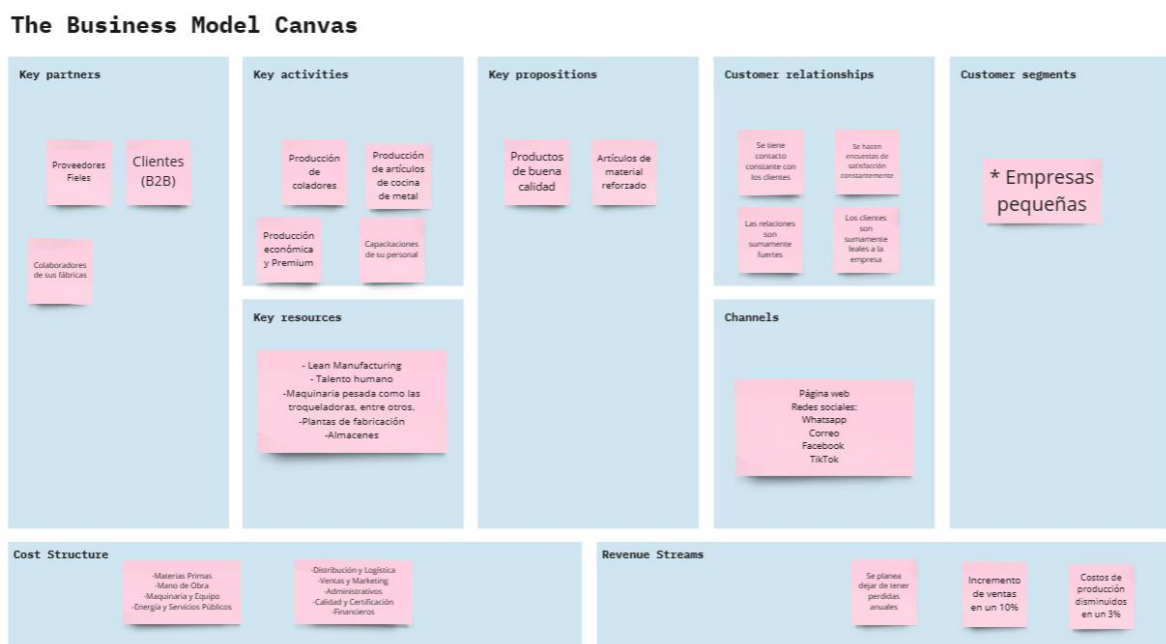 The Business Model Canvas
Key partners
Proveedores
Fieles
Clientes
(B2B)
Colaboradores
de sus fábricas
Key activities
Producción
de
coladores
Producción
de artículos
de cocina
de metal
Producción
económica
y Premium
Capacitaciones
de su personal
Key resources
- Lean Manufacturing
- Talento humano
-Maquinaria pesada como las
troqueladoras, entre otros.
-Plantas de fabricación
-Almacenes
Key propositions
Productos
de buena
calidad
Artículos de
material
reforzado
Customer relationships
Se tiene
contacto
constante con
los clientes
Se hacen
encuestas de
satisfacción
constantemente
Las relaciones
son
sumamente
fuertes
Los clientes
son
sumamente
leales a la
empresa
Channels
Página web
Redes sociales:
Whatsapp
Correo
Facebook
TikTok
Customer segments
* Empresas
pequeñas
Cost Structure
-Materias Primas
-Mano de Obra
-Maquinaria y Equipo
-Energía y Servicios Públicos
-Distribución y Logística
-Ventas y Marketing
-Administrativos
-Calidad y Certificación
-Financieros
Revenue Streams
Se planea
dejar de tener
perdidas
anuales
Incremento
de ventas
en un 10%
Costos de
producción
disminuidos
en un 3%